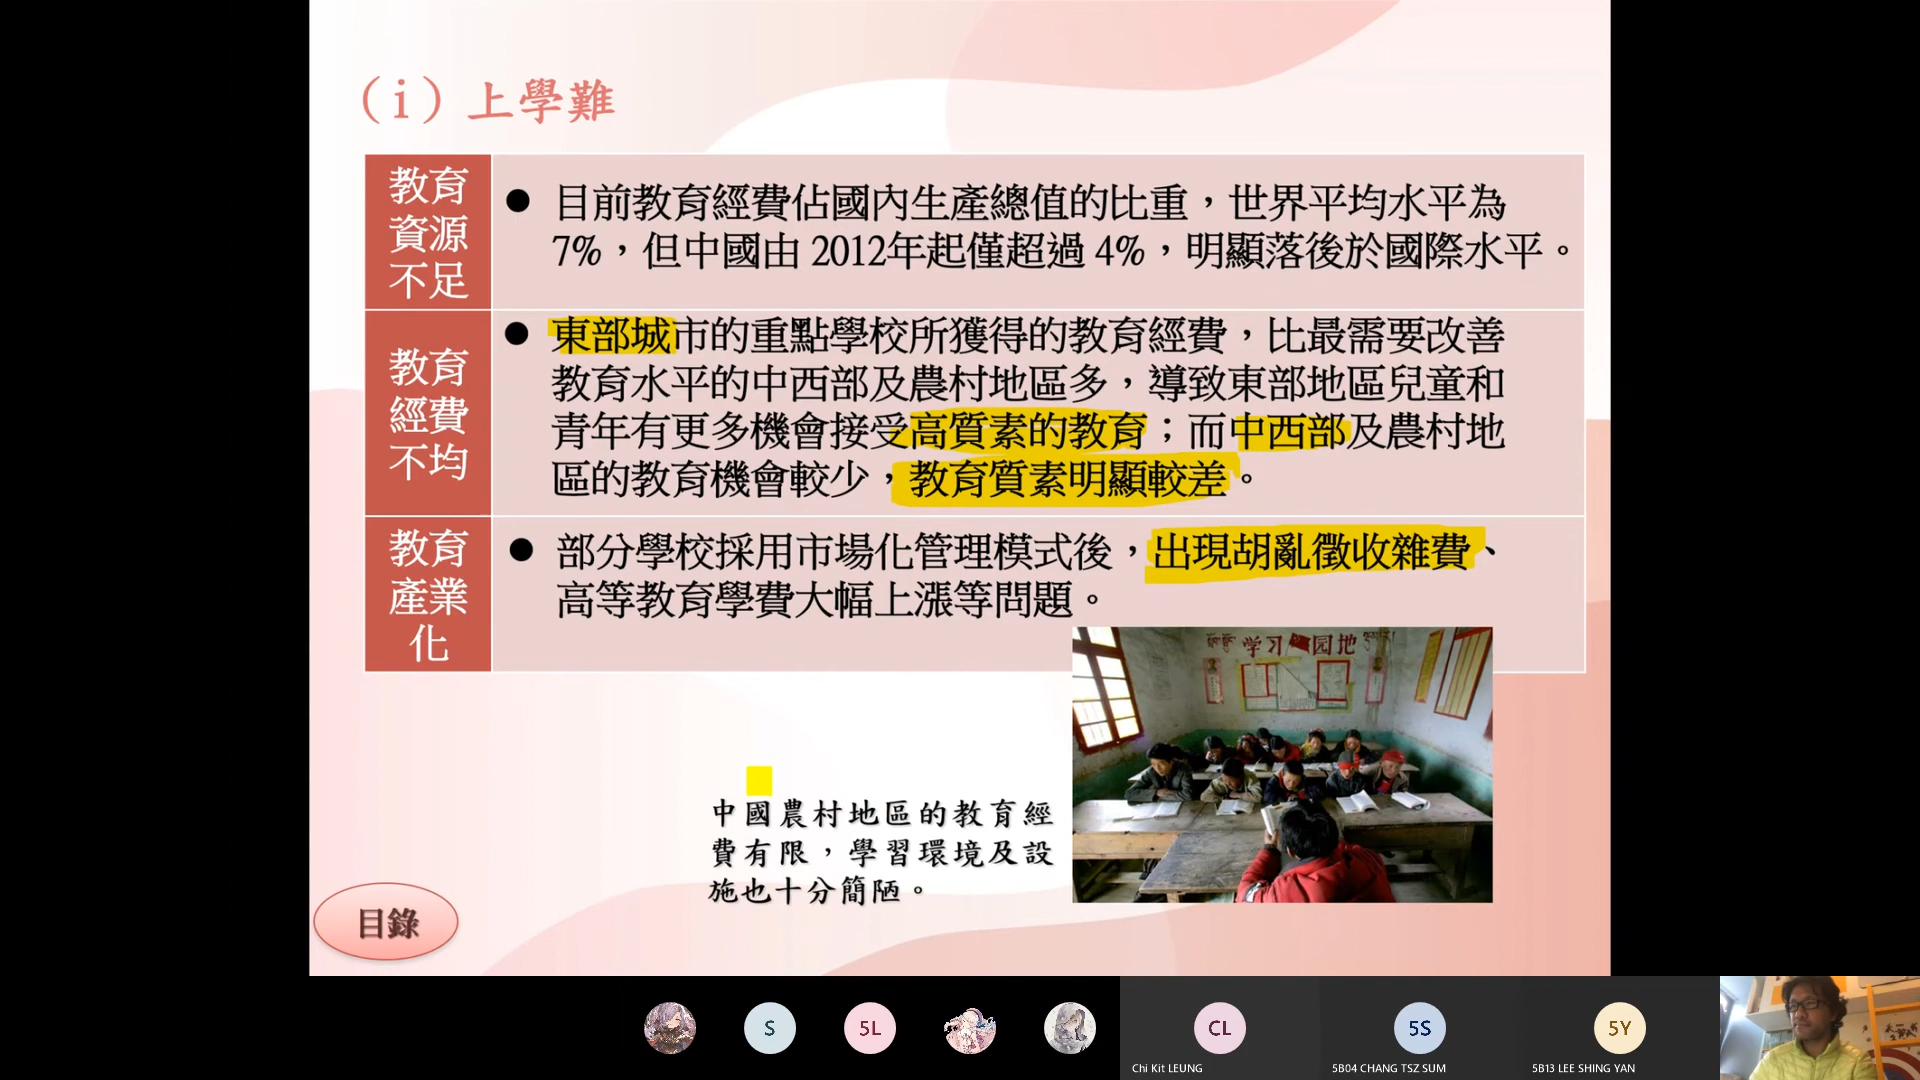 （i）上學難
教育
資源
不足
● 目前教育經費佔國內生產總值的比重，世界平均水平為
7%，但中國由 2012年起僅超過 4%，明顯落後於國際水平。
教育
經費
不均
● 東部城市的重點學校所獲得的教育經費，比最需要改善
教育水平的中西部及農村地區多，導致東部地區兒童和
青年有更多機會接受高質素的教育；而中西部及農村地
區的教育機會較少，教育質素明顯較差。
教育
產業
化
● 部分學校採用市場化管理模式後，出現胡亂徵收雜費、
高等教育學費大幅上漲等問題。
学习园地
中國農村地區的教育經
費有限，學習環境及設
施也十分簡陋。
目錄
S
5L
CL
5S
5Y
Chi Kit LEUNG
5B04 CHANG TSZ SUM
5B13 LEE SHING YAN